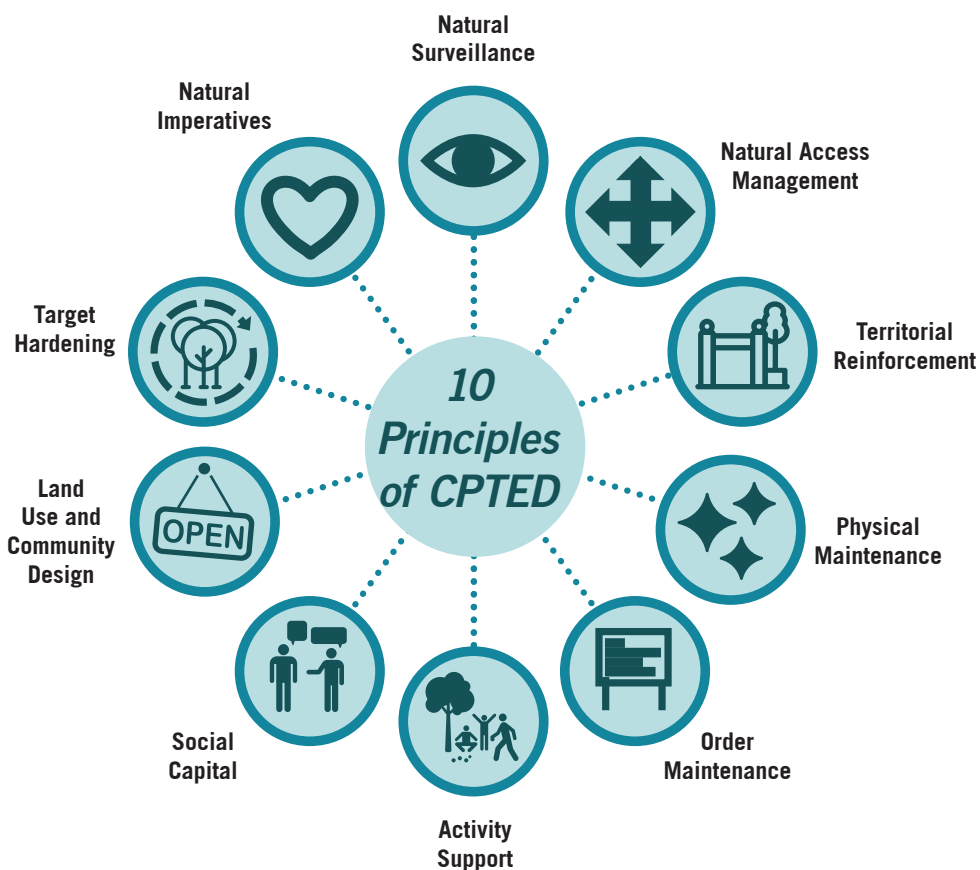 Natural
Surveillance
Natural
Imperatives
Natural Access
Management
Target
Hardening
Territorial
Reinforcement
10
Principles
of CPTED
Land
Use and
Community
Design
OPEN
Physical
Maintenance
Social
Capital
Order
Maintenance
Activity
Support